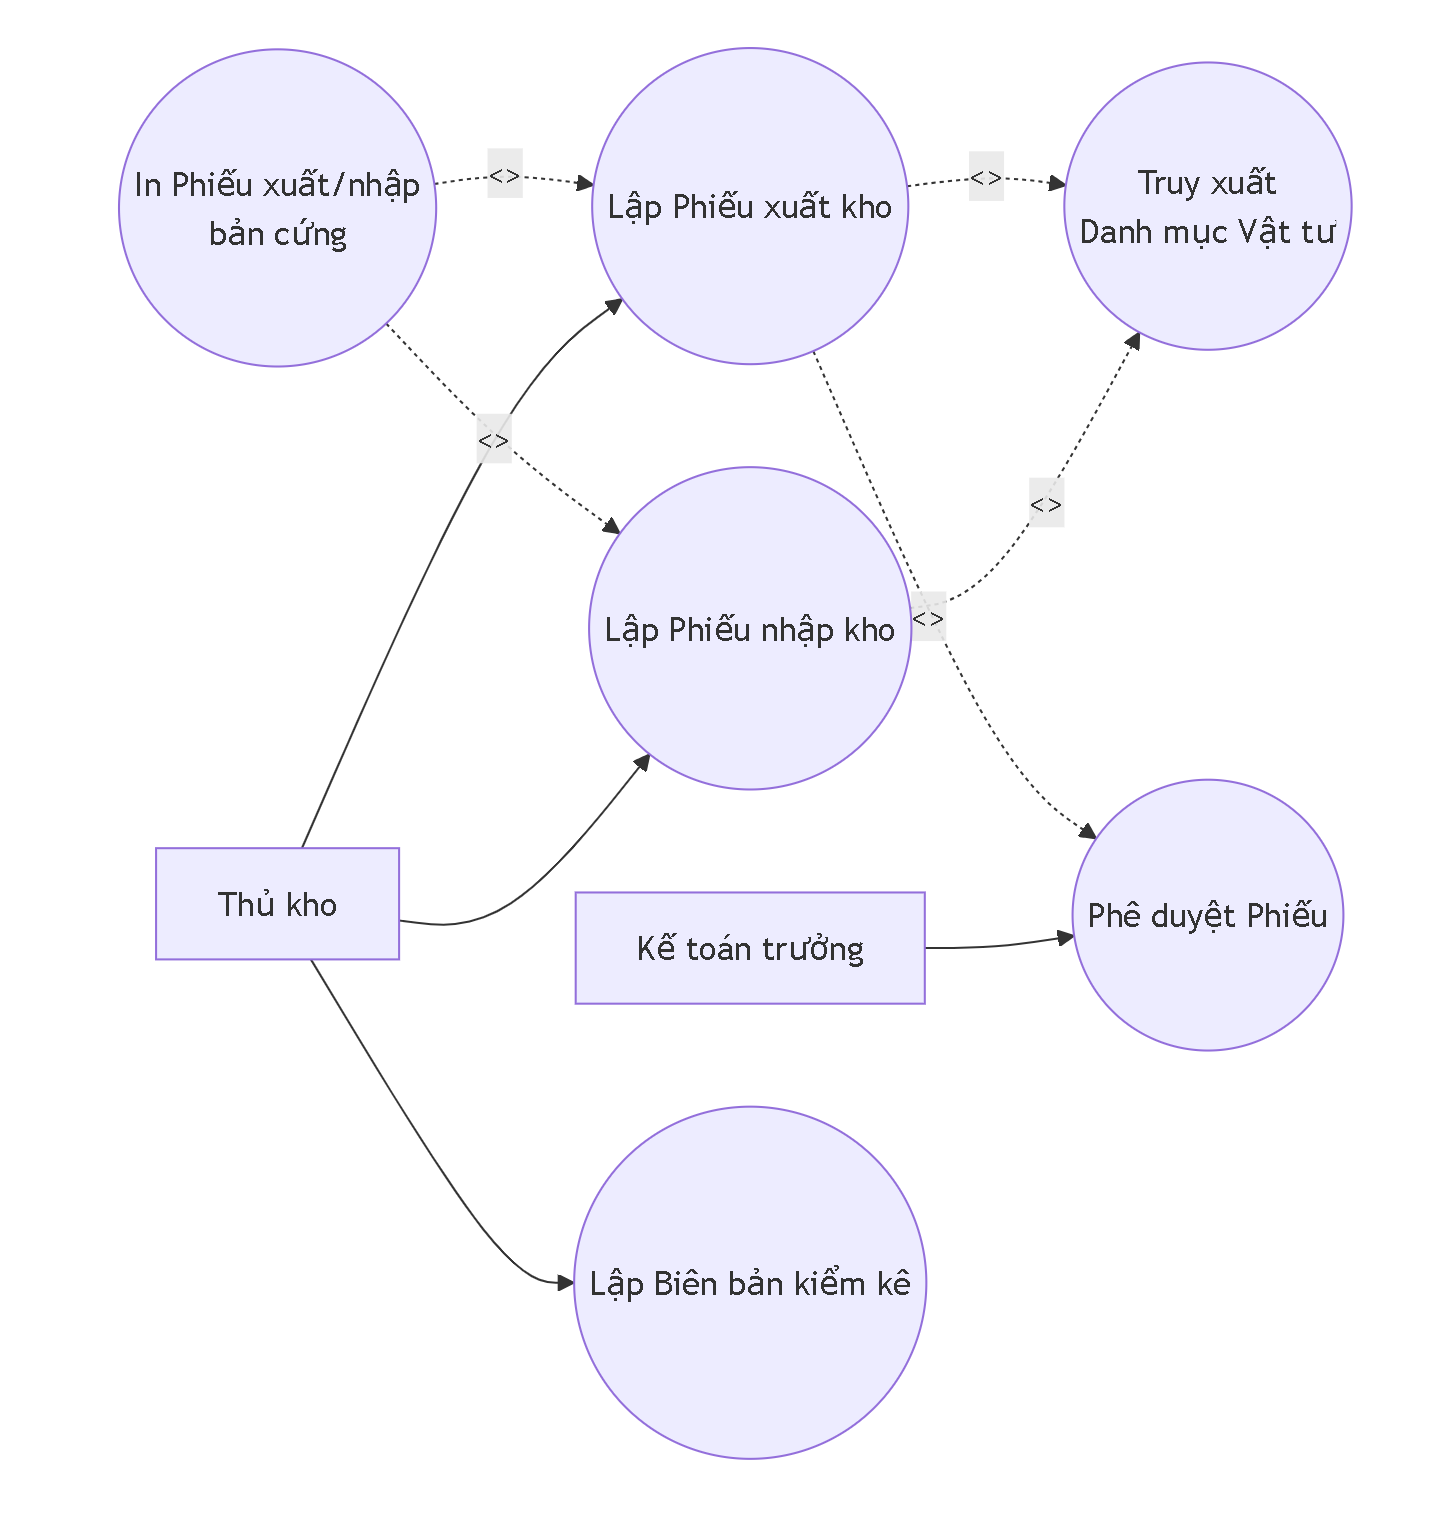 In Phiếu xuất/nhập
bản cứng
<>
Lập Phiếu xuất kho
<>
Truy xuất
Danh mục Vật tư
<>
<>
Lập Phiếu nhập kho
<>
Thủ kho
Kế toán trưởng
Phê duyệt Phiếu
Lập Biên bản kiểm kê